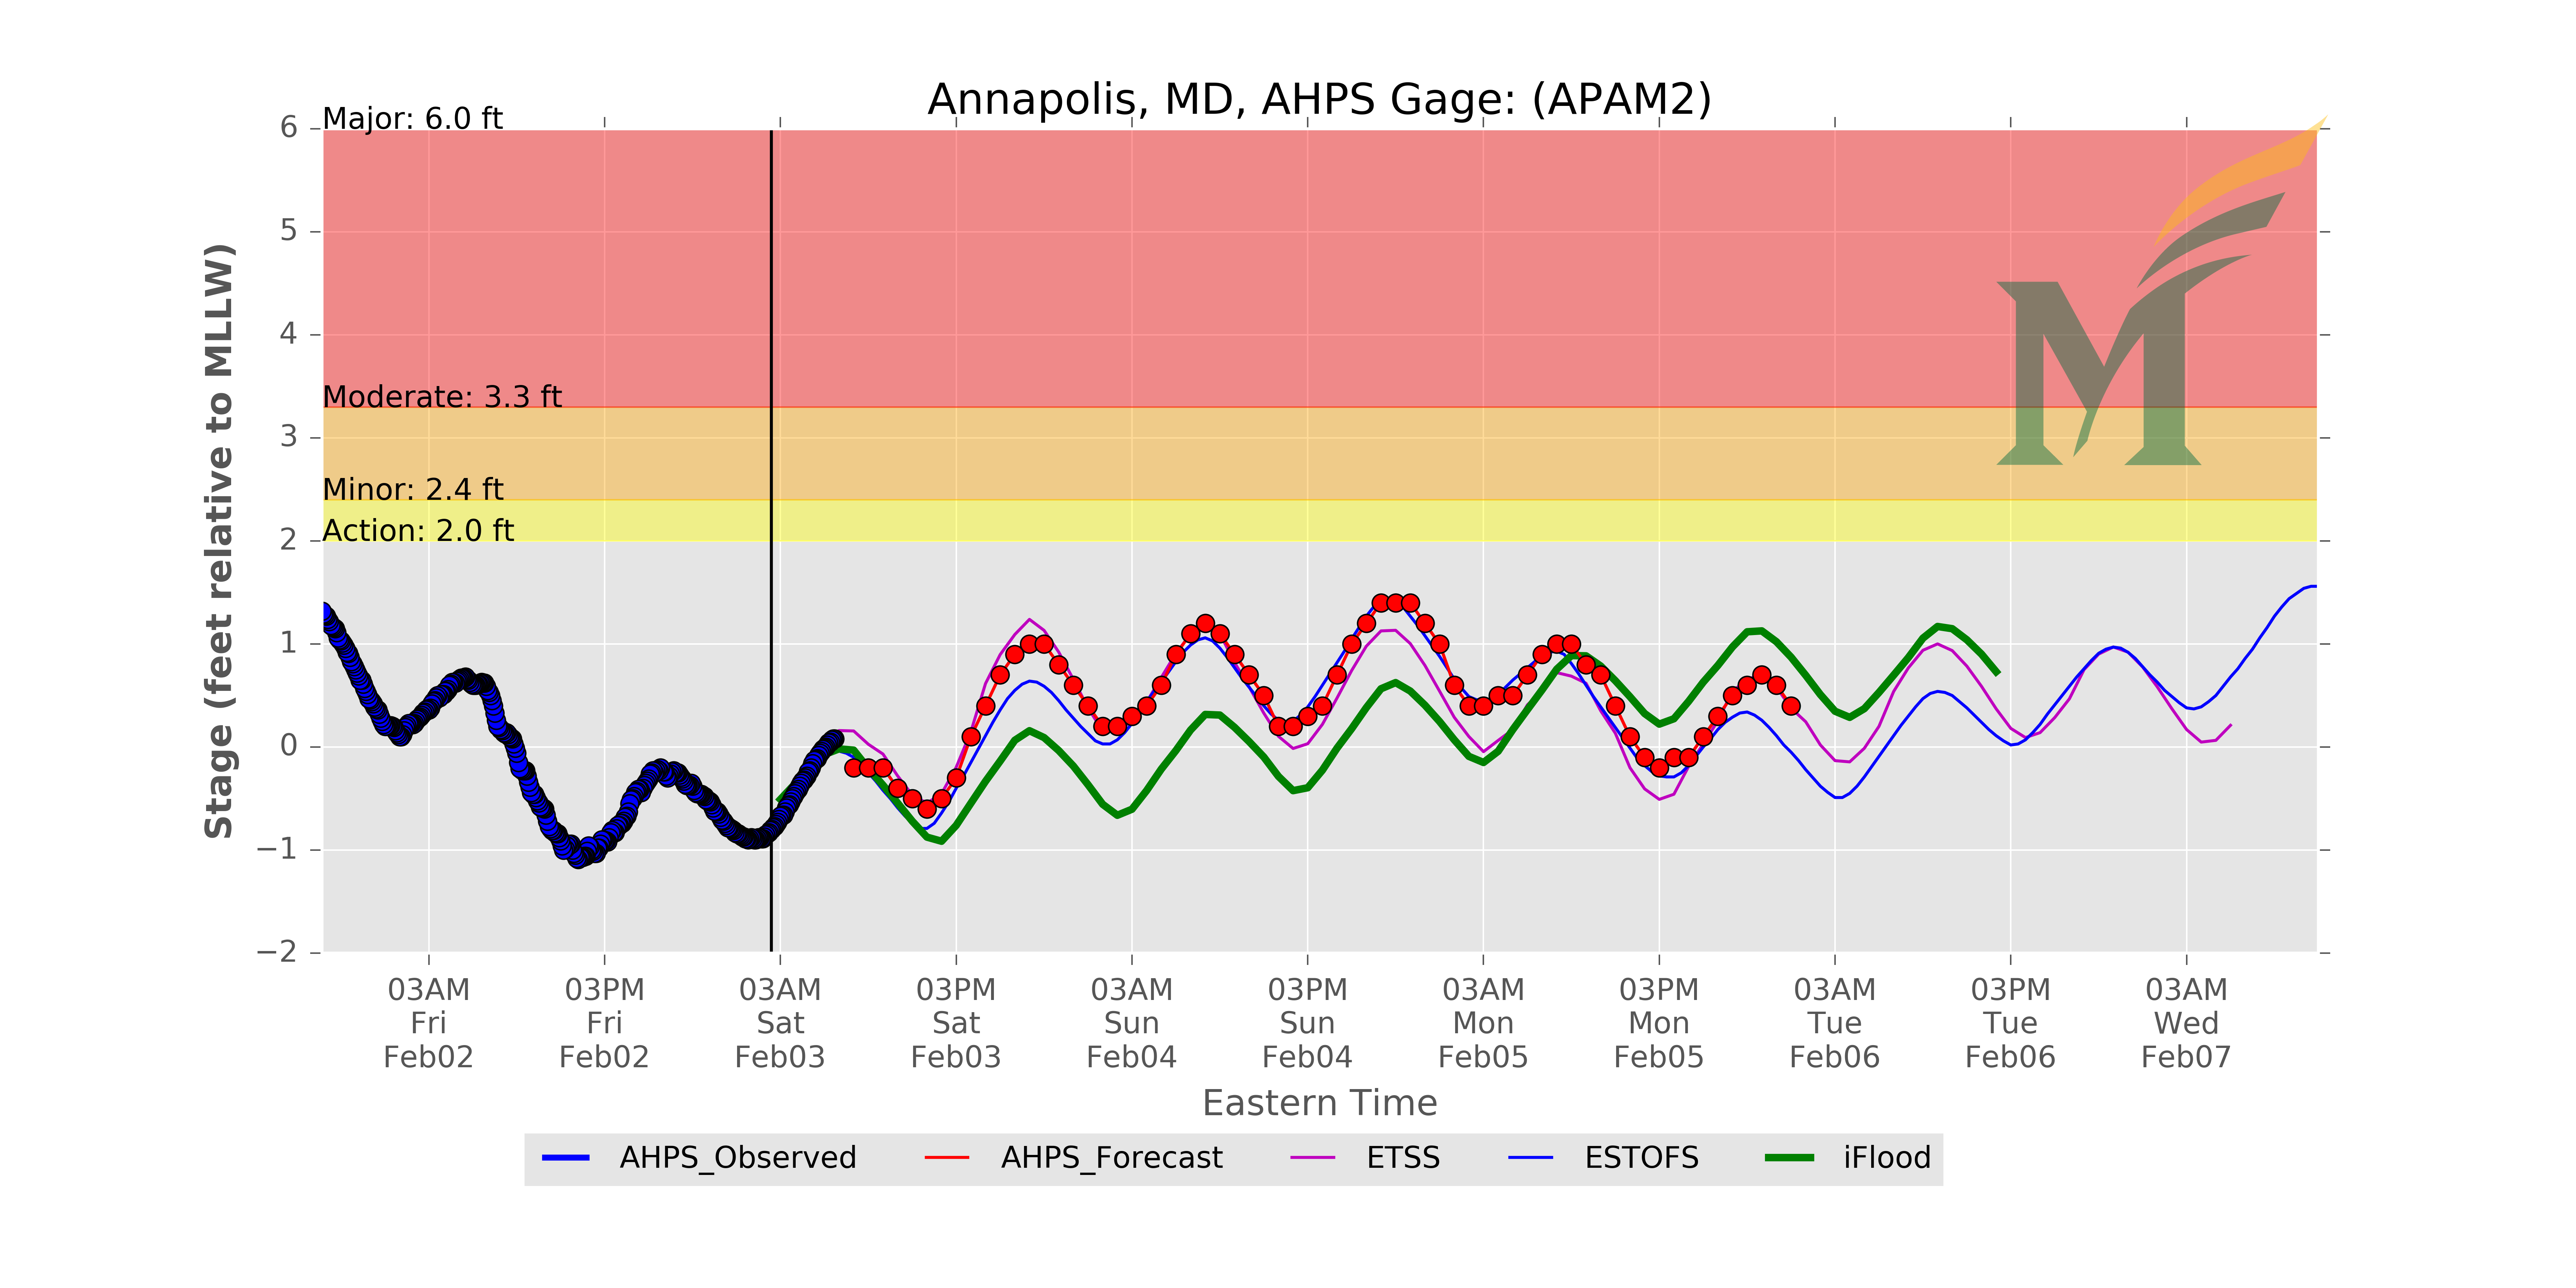 Annapolis, MD, AHPS Gage: (APAM2)
Major: 6.0 ft
Moderate: 3.3 ft
Minor: 2.4 ft
Action: 2.0 ft
6
5
4
3
2
1
0
−1
−2
Stage (feet relative to MLLW)
03AM 03PM 03AM 03PM 03AM 03PM 03AM 03PM 03AM 03PM 03AM
Fri Fri Sat Sat Sun Sun Mon Mon Tue Tue Wed
Feb02 Feb02 Feb03 Feb03 Feb04 Feb04 Feb05 Feb05 Feb06 Feb06 Feb07
Eastern Time
AHPS_Observed AHPS_Forecast ETSS ESTOFS iFlood
M